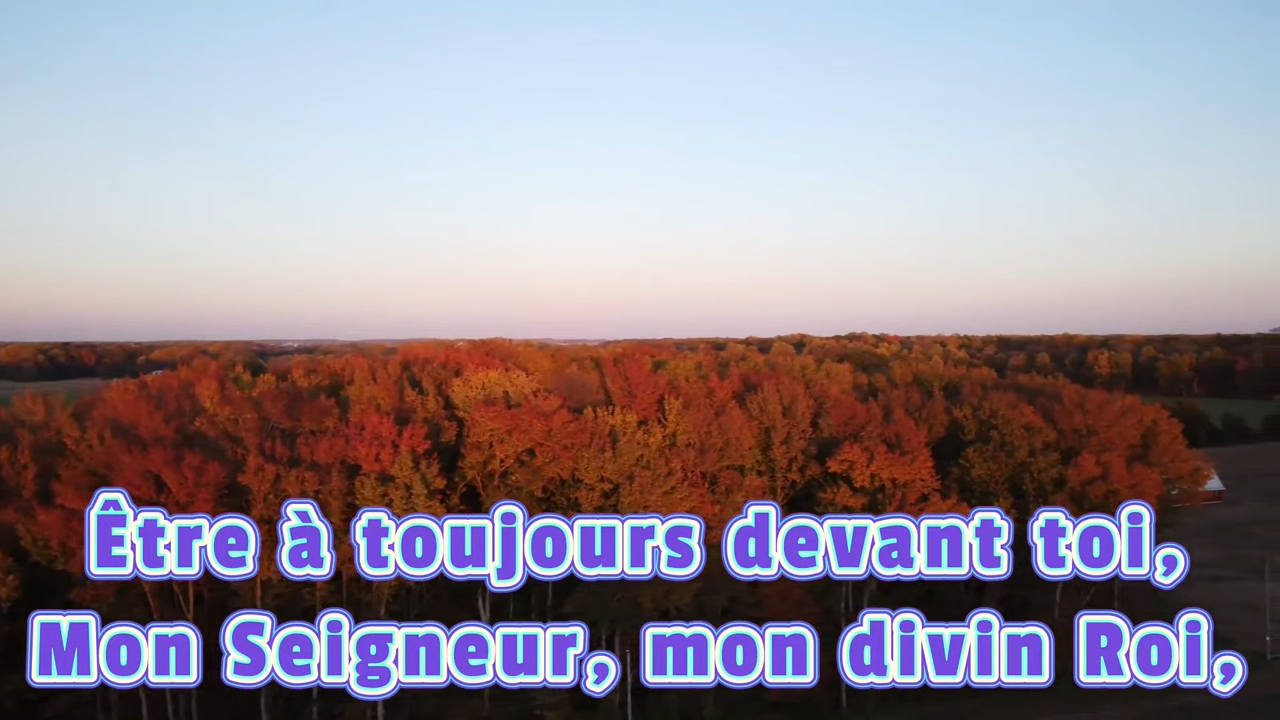 Être à toujours devant toi,
Mon Seigneur, mon divin Roi,